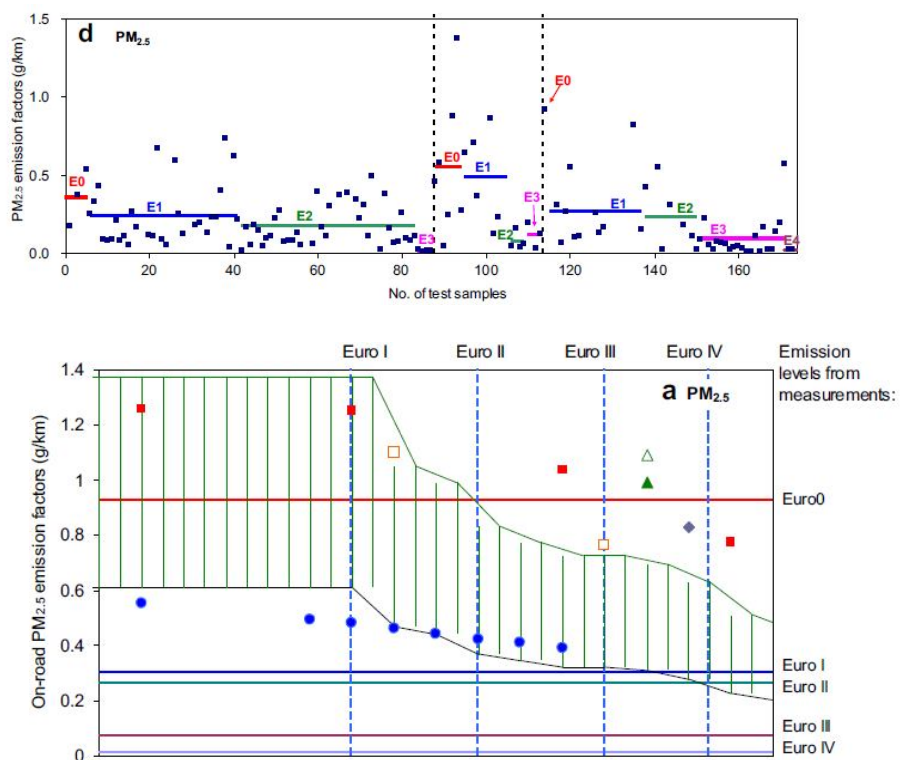 d PM2.5
PM2.5 emission factors (g/km)
1.5
1.0
0.5
0.0
E0
E1
E2
E3
E0
E1
E2
E3
E0
E1
E2
E3
E4
0 20 40 60 80 100 120 140 160
No. of test samples
Euro I Euro II Euro III Euro IV Emission
levels from
measurements:
a PM2.5
On-road PM2.5 emission factors (g/km)
1.4
1.2
1
0.8
0.6
0.4
0.2
0
Euro0
Euro I
Euro II
Euro III
Euro IV